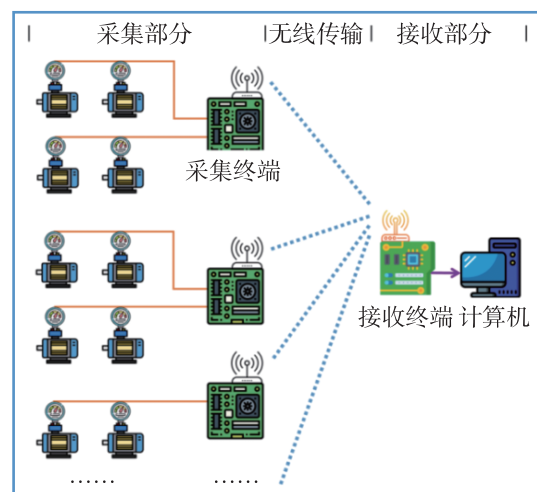 采集部分 无线传输 接收部分
采集终端
接收终端 计算机
…… ……